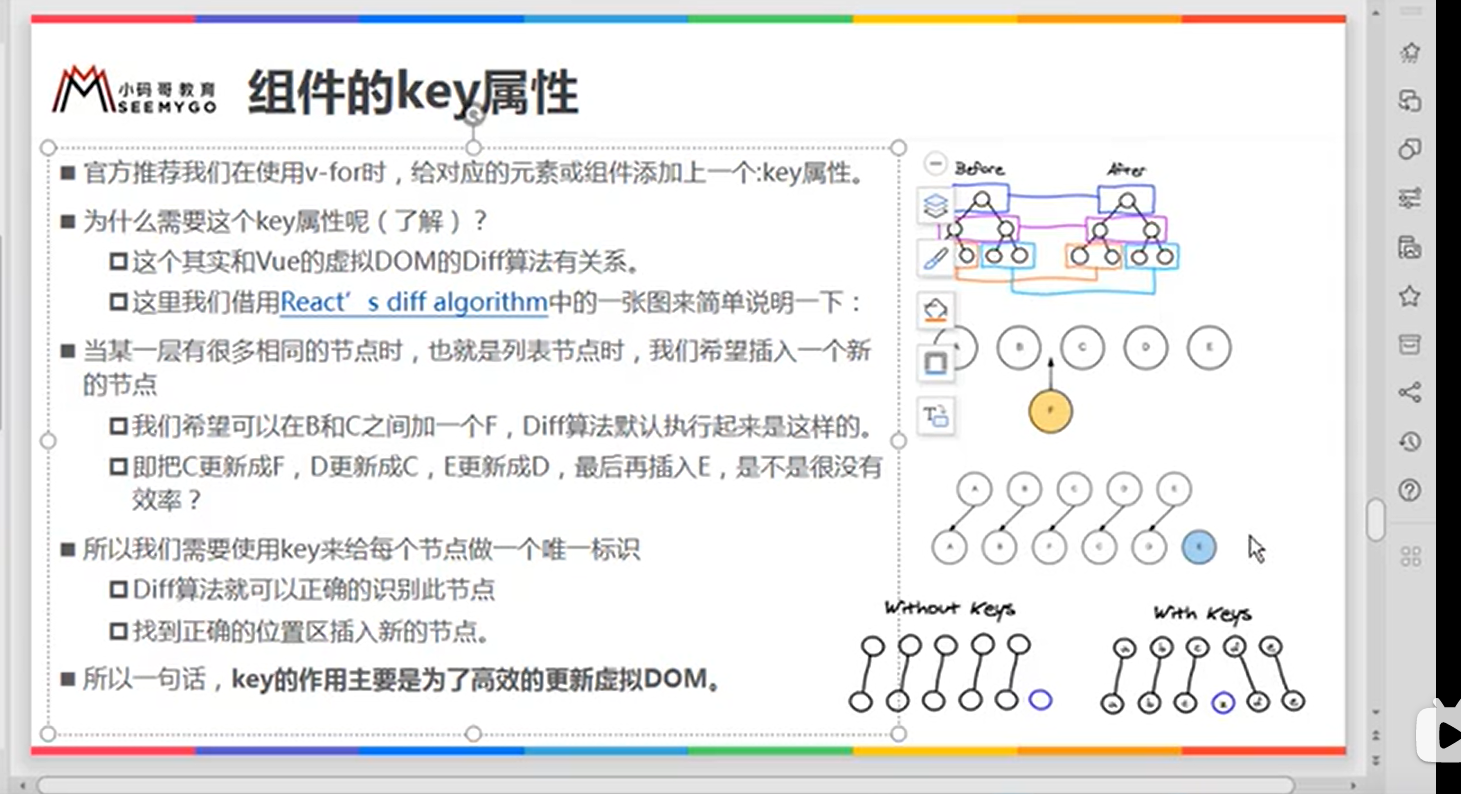 小码哥教育
SEEMYGO
组件的key属性
■ 官方推荐我们在使用v-for时，给对应的元素或组件添加上一个:key属性。
■ 为什么需要这个key属性呢（了解）？
这个其实和Vue的虚拟DOM的Diff算法有关系。
这里我们借用React’s diff algorithm中的一张图来简单说明一下：
■ 当某一层有很多相同的节点时，也就是列表节点时，我们希望插入一个新
的节点
我们希望可以在B和C之间加一个F，Diff算法默认执行起来是这样的。
即把C更新成F，D更新成C，E更新成D，最后再插入E，是不是很没有
效率？
■ 所以我们需要使用key来给每个节点做一个唯一标识
Diff算法就可以正确的识别此节点
找到正确的位置区插入新的节点。
■ 所以一句话，key的作用主要是为了高效的更新虚拟DOM。
Before After
A B C D E
F
A B C D E
A B F C D E
Without Keys
With Keys
a b c d e
a b c x d e